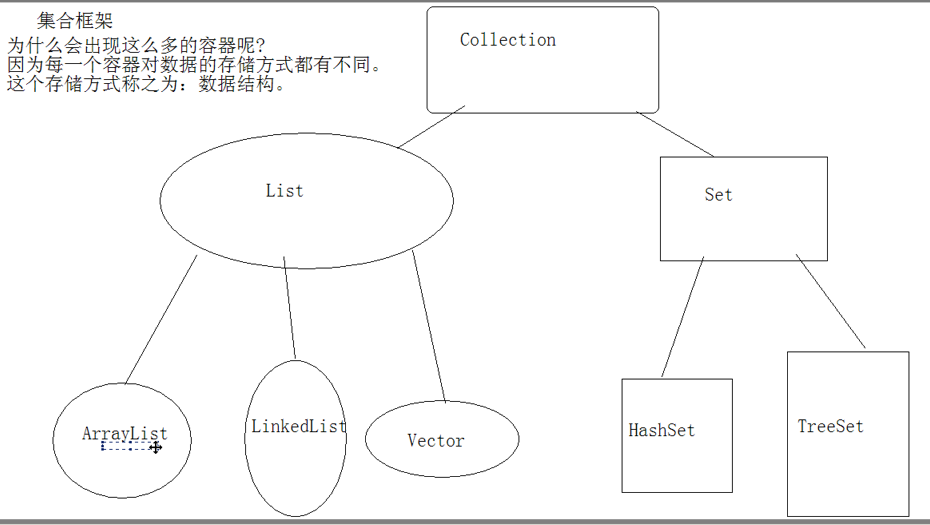 集合框架
为什么会出现这么多的容器呢?
因为每一个容器对数据的存储方式都有不同。
这个存储方式称之为: 数据结构。
Collection
List
Set
ArrayList
LinkedList
Vector
HashSet
TreeSet